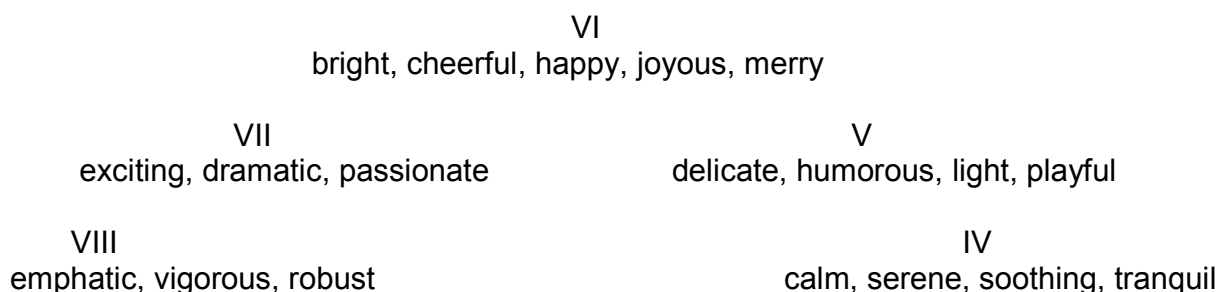 VI
bright, cheerful, happy, joyous, merry
VII
exciting, dramatic, passionate
V
delicate, humorous, light, playful
VIII
emphatic, vigorous, robust
IV
calm, serene, soothing, tranquil